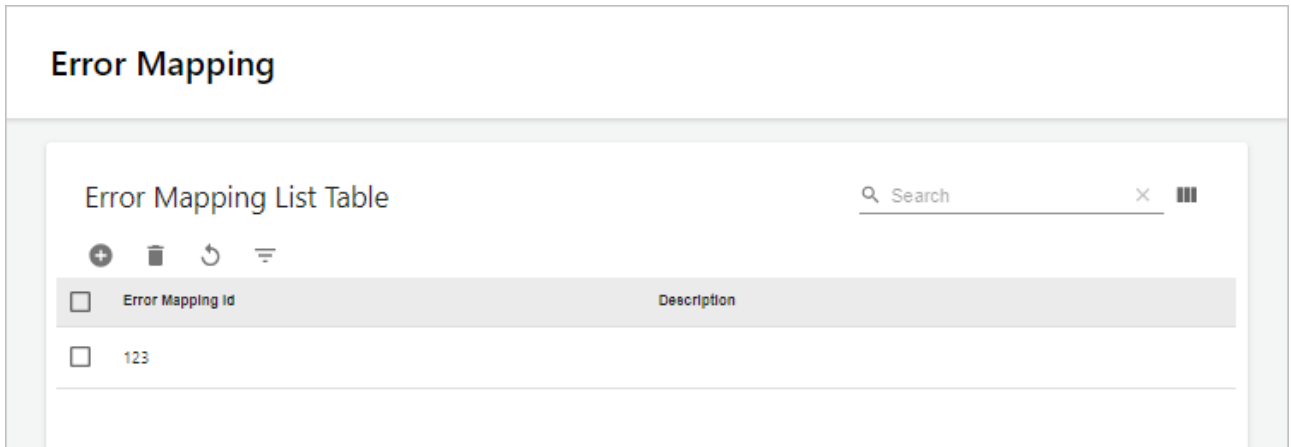 Error Mapping
Error Mapping List Table
Search
Error Mapping Id Description
123